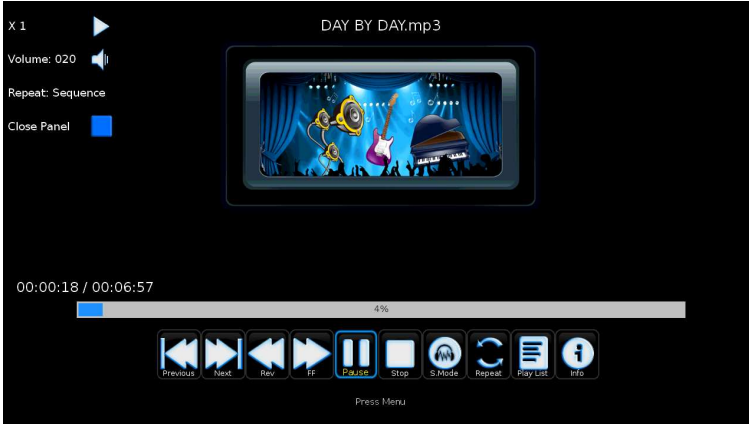 X 1
DAY BY DAY.mp3
Volume: 020
Repeat: Sequence
Close Panel
00:00:18 / 00:06:57
4%
Previous
Next
Rev
FF
Pause
Stop
S.Mode
Repeat
Play List
Info
Press Menu